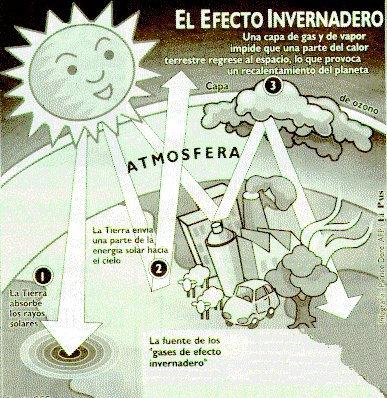 EL EFECTO INVERNADERO
Una capa de gas y de vapor
impide que una parte del calor
terrestre regrese al espacio, lo que provoca
un recalentamiento del planeta
Capa
3
de ozono
ATMOSFERA
La Tierra envia
una parte de la
energia solar hacia
el cielo
2
1
La Tierra
absorbe
los rayos
solares
La fuente de los
"gases de efecto
invernadero"